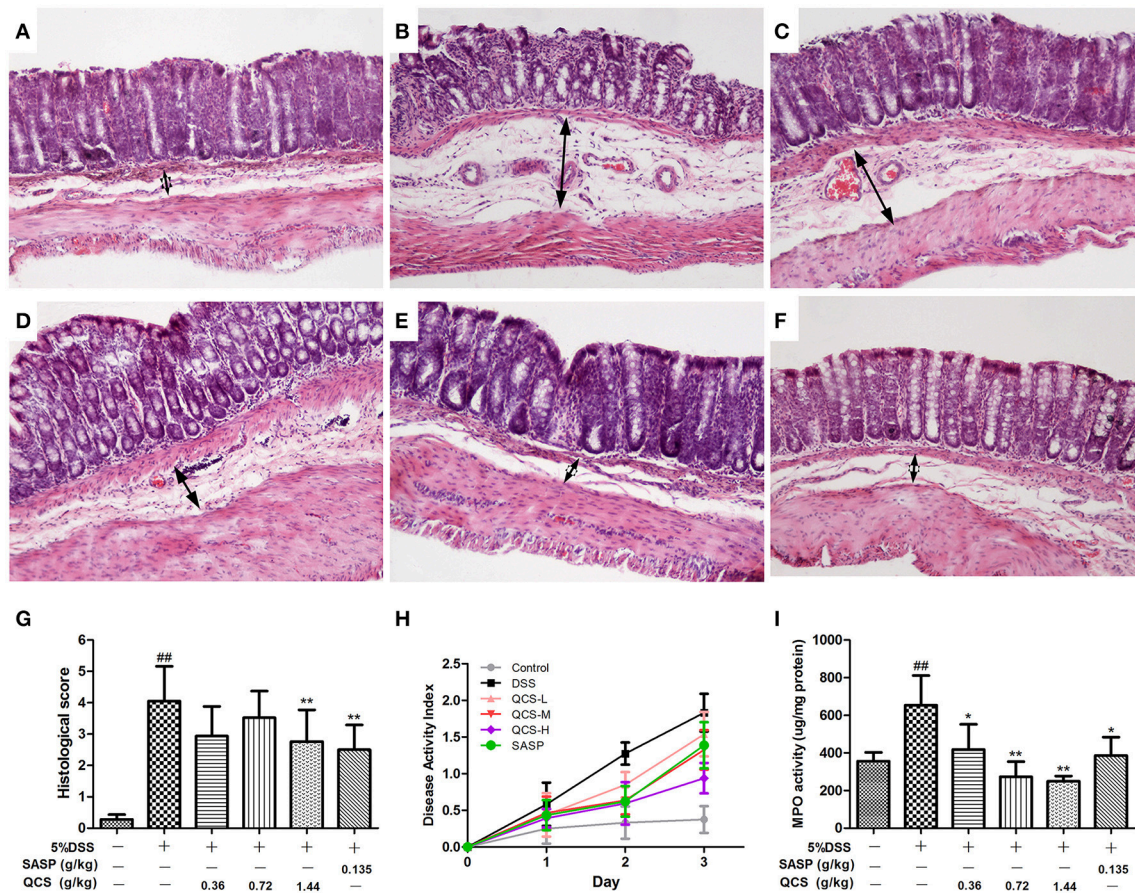 A
B
C
D
E
F
G
Histological score
6
5
4
3
2
1
0
##
**
**
5%DSS — + + + + +
SASP (g/kg) — — — — — 0.135
QCS (g/kg) — — 0.36 0.72 1.44 —
H
Disease Activity Index
2.5
2.0
1.5
1.0
0.5
0.0
Control
DSS
QCS-L
QCS-M
QCS-H
SASP
0 1 2 3
Day
I
MPO activity (ug/mg protein)
1000
800
600
400
200
0
##
*
**
**
*
5%DSS — + + + + +
SASP (g/kg) — — — — — 0.135
QCS (g/kg) — — 0.36 0.72 1.44 —